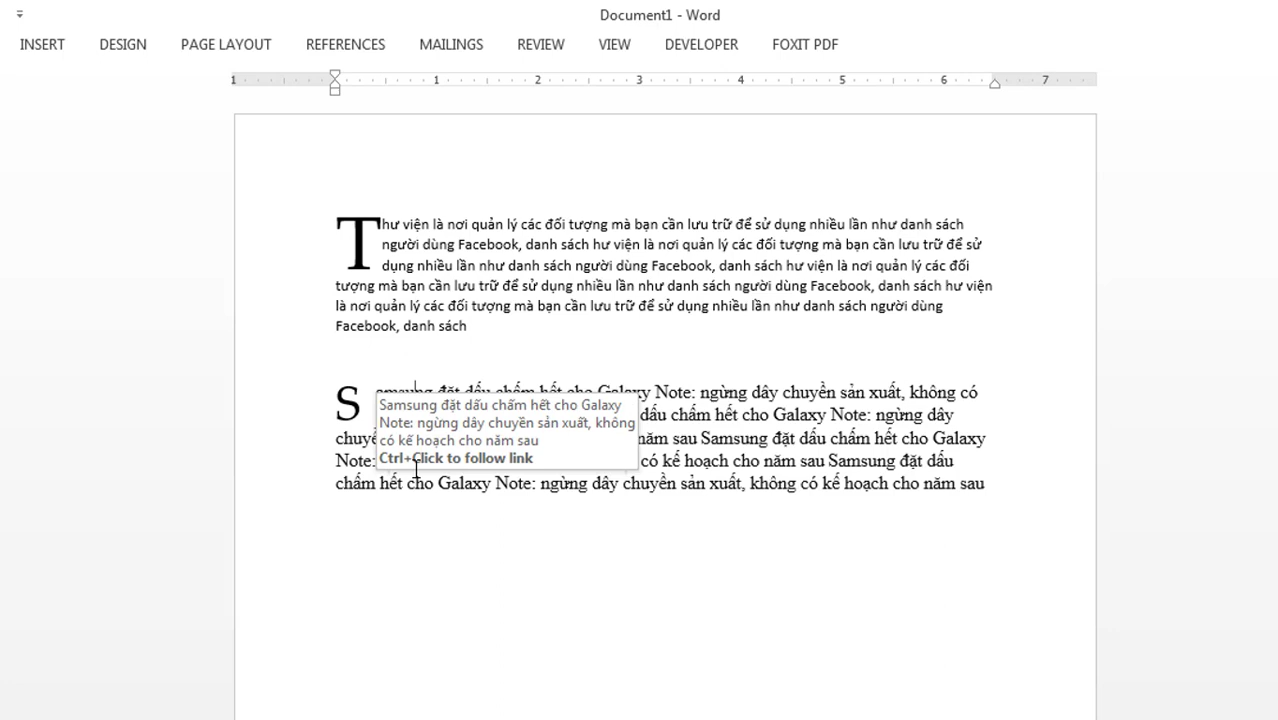 Document1 - Word
INSERT DESIGN PAGE LAYOUT REFERENCES MAILINGS REVIEW VIEW DEVELOPER FOXIT PDF
1 1 2 3 4 5 6 7
Thư viện là nơi quản lý các đối tượng mà bạn cần lưu trữ để sử dụng nhiều lần như danh sách
người dùng Facebook, danh sách hư viện là nơi quản lý các đối tượng mà bạn cần lưu trữ để sử
dụng nhiều lần như danh sách người dùng Facebook, danh sách hư viện là nơi quản lý các đối
tượng mà bạn cần lưu trữ để sử dụng nhiều lần như danh sách người dùng Facebook, danh sách hư viện
là nơi quản lý các đối tượng mà bạn cần lưu trữ để sử dụng nhiều lần như danh sách người dùng
Facebook, danh sách
Samsung đặt dấu chấm hết cho Galaxy Note: ngừng dây chuyền sản xuất, không có
dấu chấm hết cho Galaxy Note: ngừng dây
năm sau Samsung đặt dấu chấm hết cho Galaxy
Note: có kế hoạch cho năm sau Samsung đặt dấu
chấm hết cho Galaxy Note: ngừng dây chuyền sản xuất, không có kế hoạch cho năm sau
Samsung đặt dấu chấm hết cho Galaxy
Note: ngừng dây chuyền sản xuất, không
có kế hoạch cho năm sau
Ctrl+Click to follow link